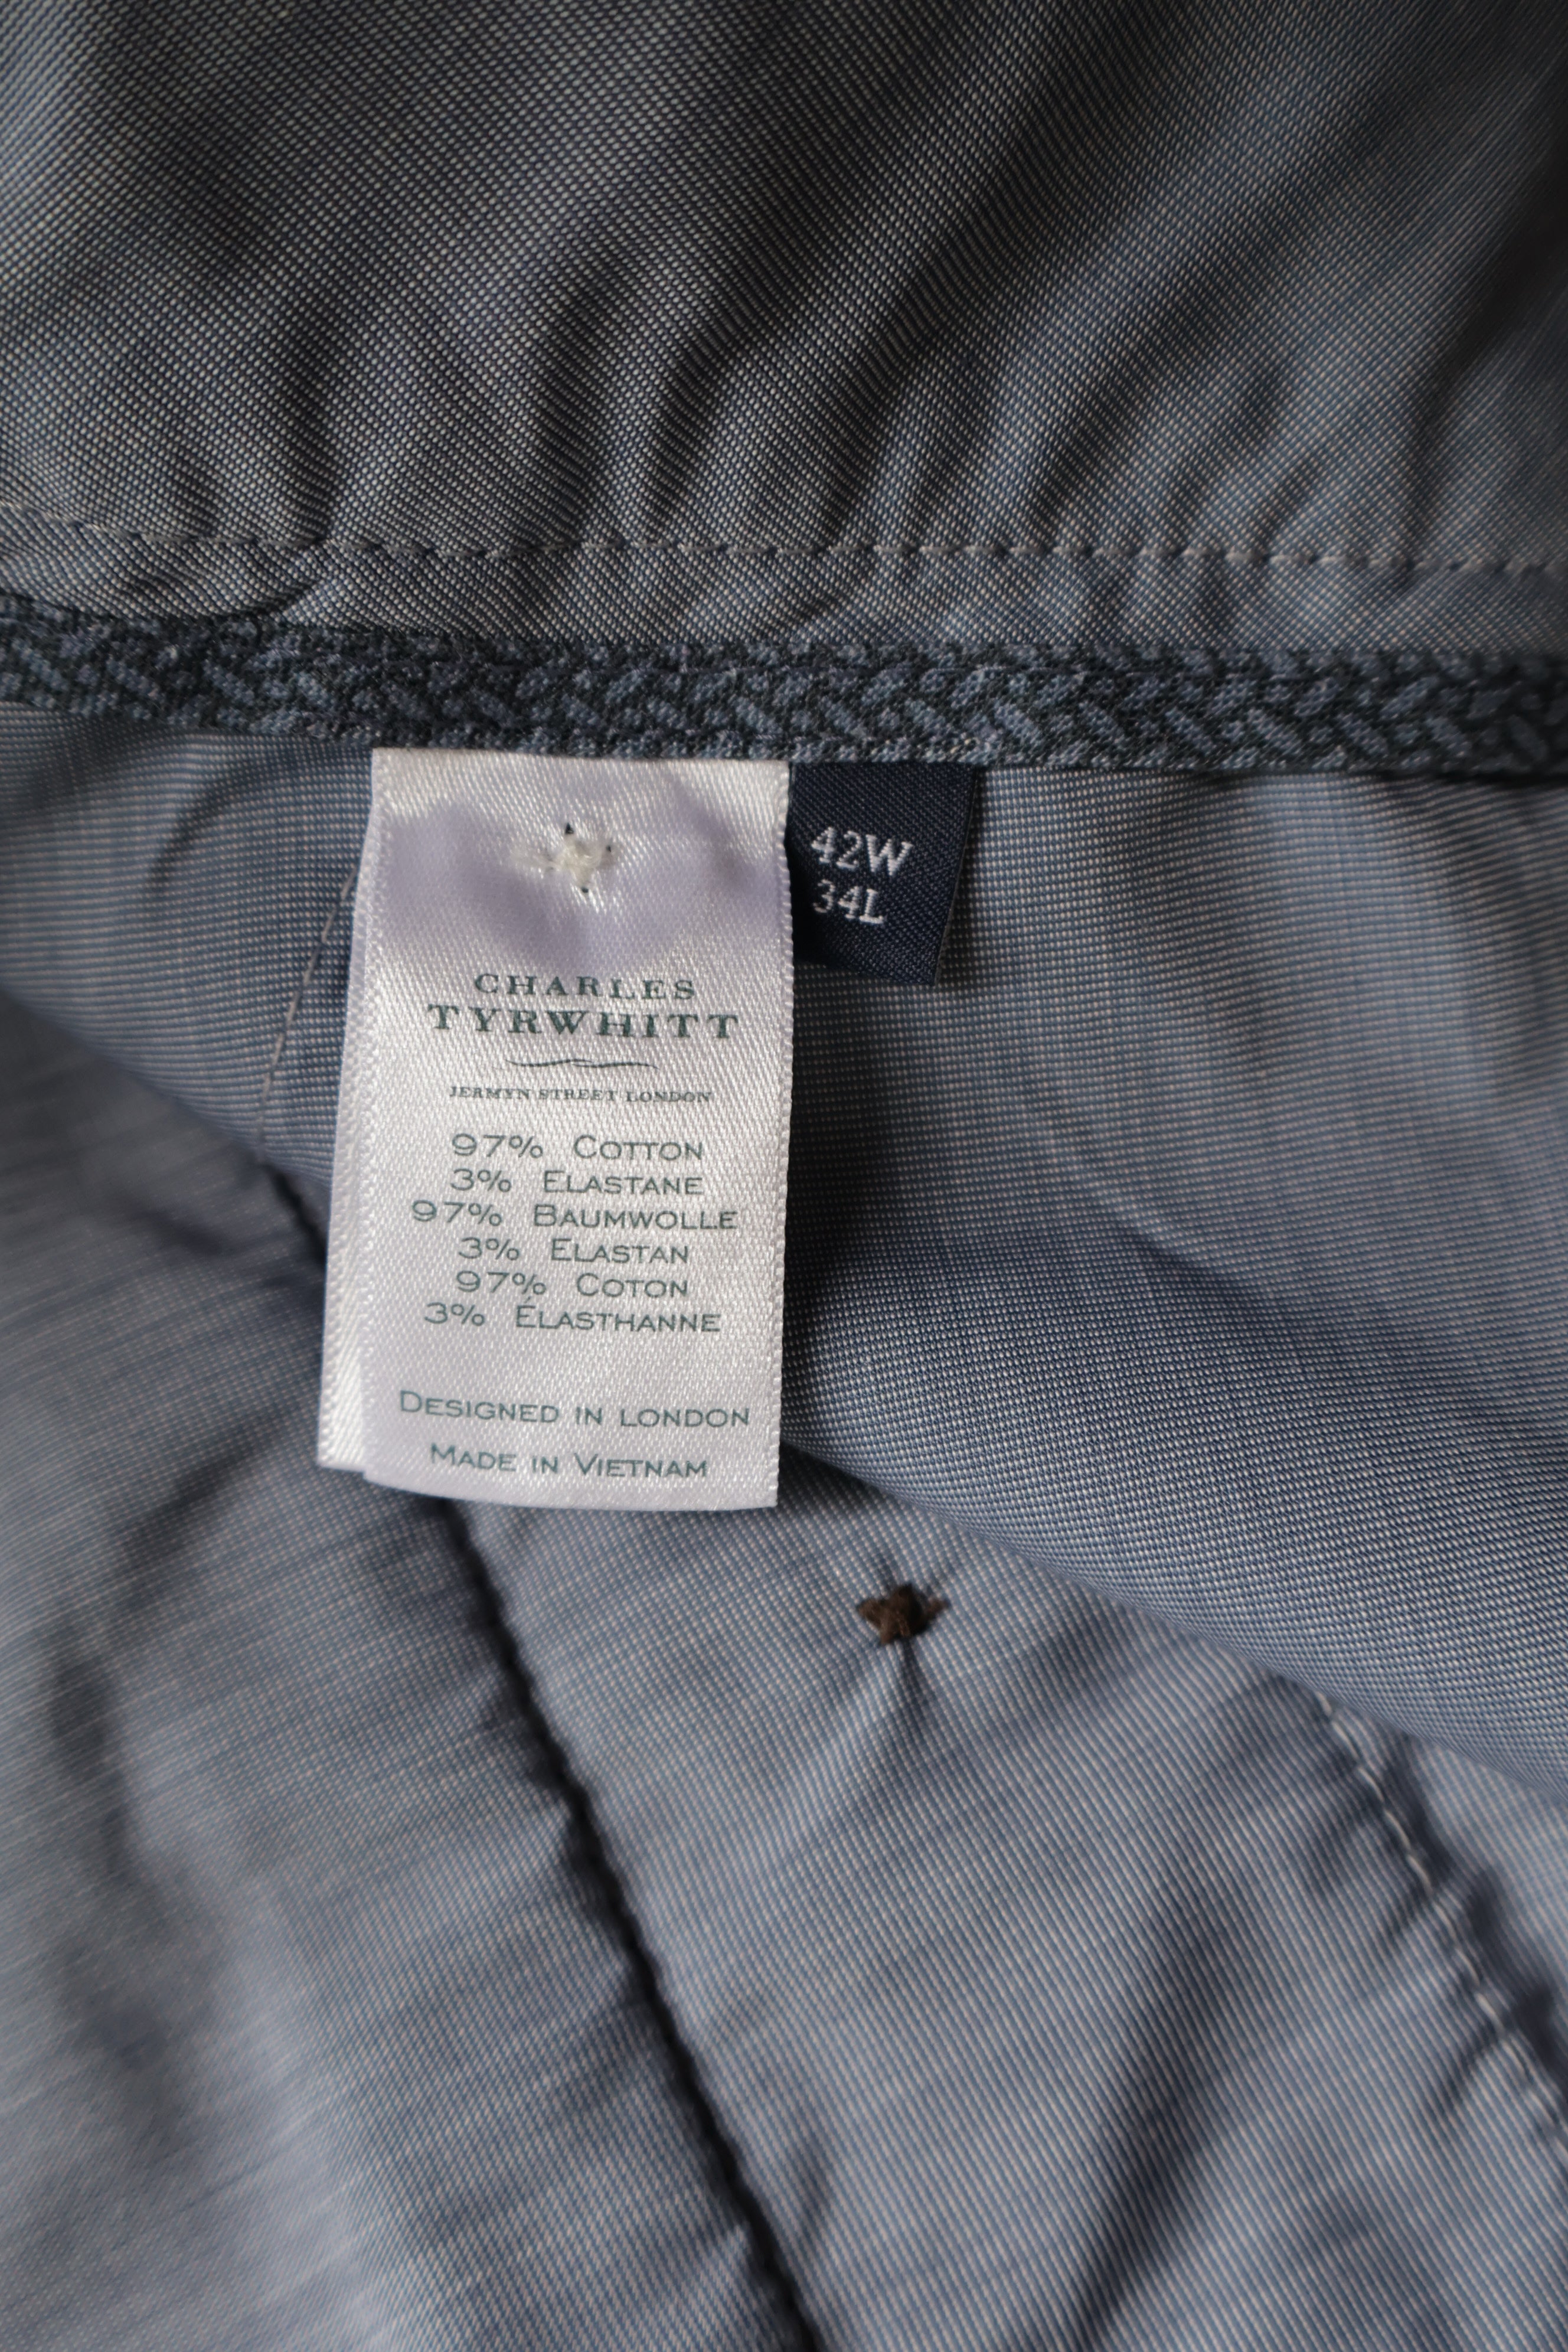 42W
34L
CHARLES
TYRWHITT
JERMYN STREET LONDON
97% COTTON
3% ELASTANE
97% BAUMWOLLE
3% ELASTAN
97% COTON
3% ÉLASTHANNE
DESIGNED IN LONDON
MADE IN VIETNAM